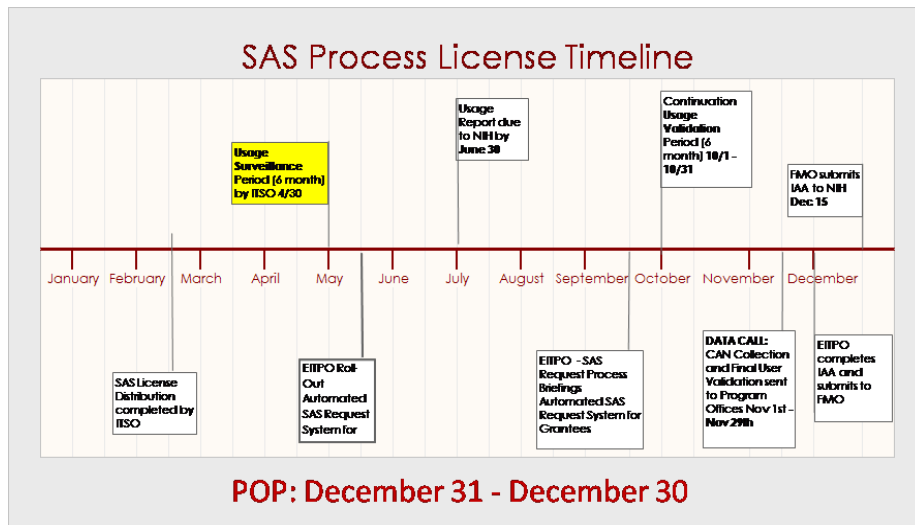 SAS Process License Timeline
Usage
Surveillance
Period (6 month)
by ITSO 4/30
Usage
Report due
to NIH by
June 30
Continuation
Usage
Validation
Period (6
month) 10/1 –
10/31
FMO submits
IAA to NIH
Dec 15
January February March April May June July August September October November December
SAS License
Distribution
completed by
ITSO
EITPO Roll-
Out
Automated
SAS Request
System for
EITPO - SAS
Request Process
Briefings
Automated SAS
Request System for
Grantees
DATA CALL:
CAN Collection
and Final User
Validation sent
to Program
Offices Nov 1st –
Nov 29th
EITPO
completes
IAA and
submits to
FMO
POP: December 31 - December 30